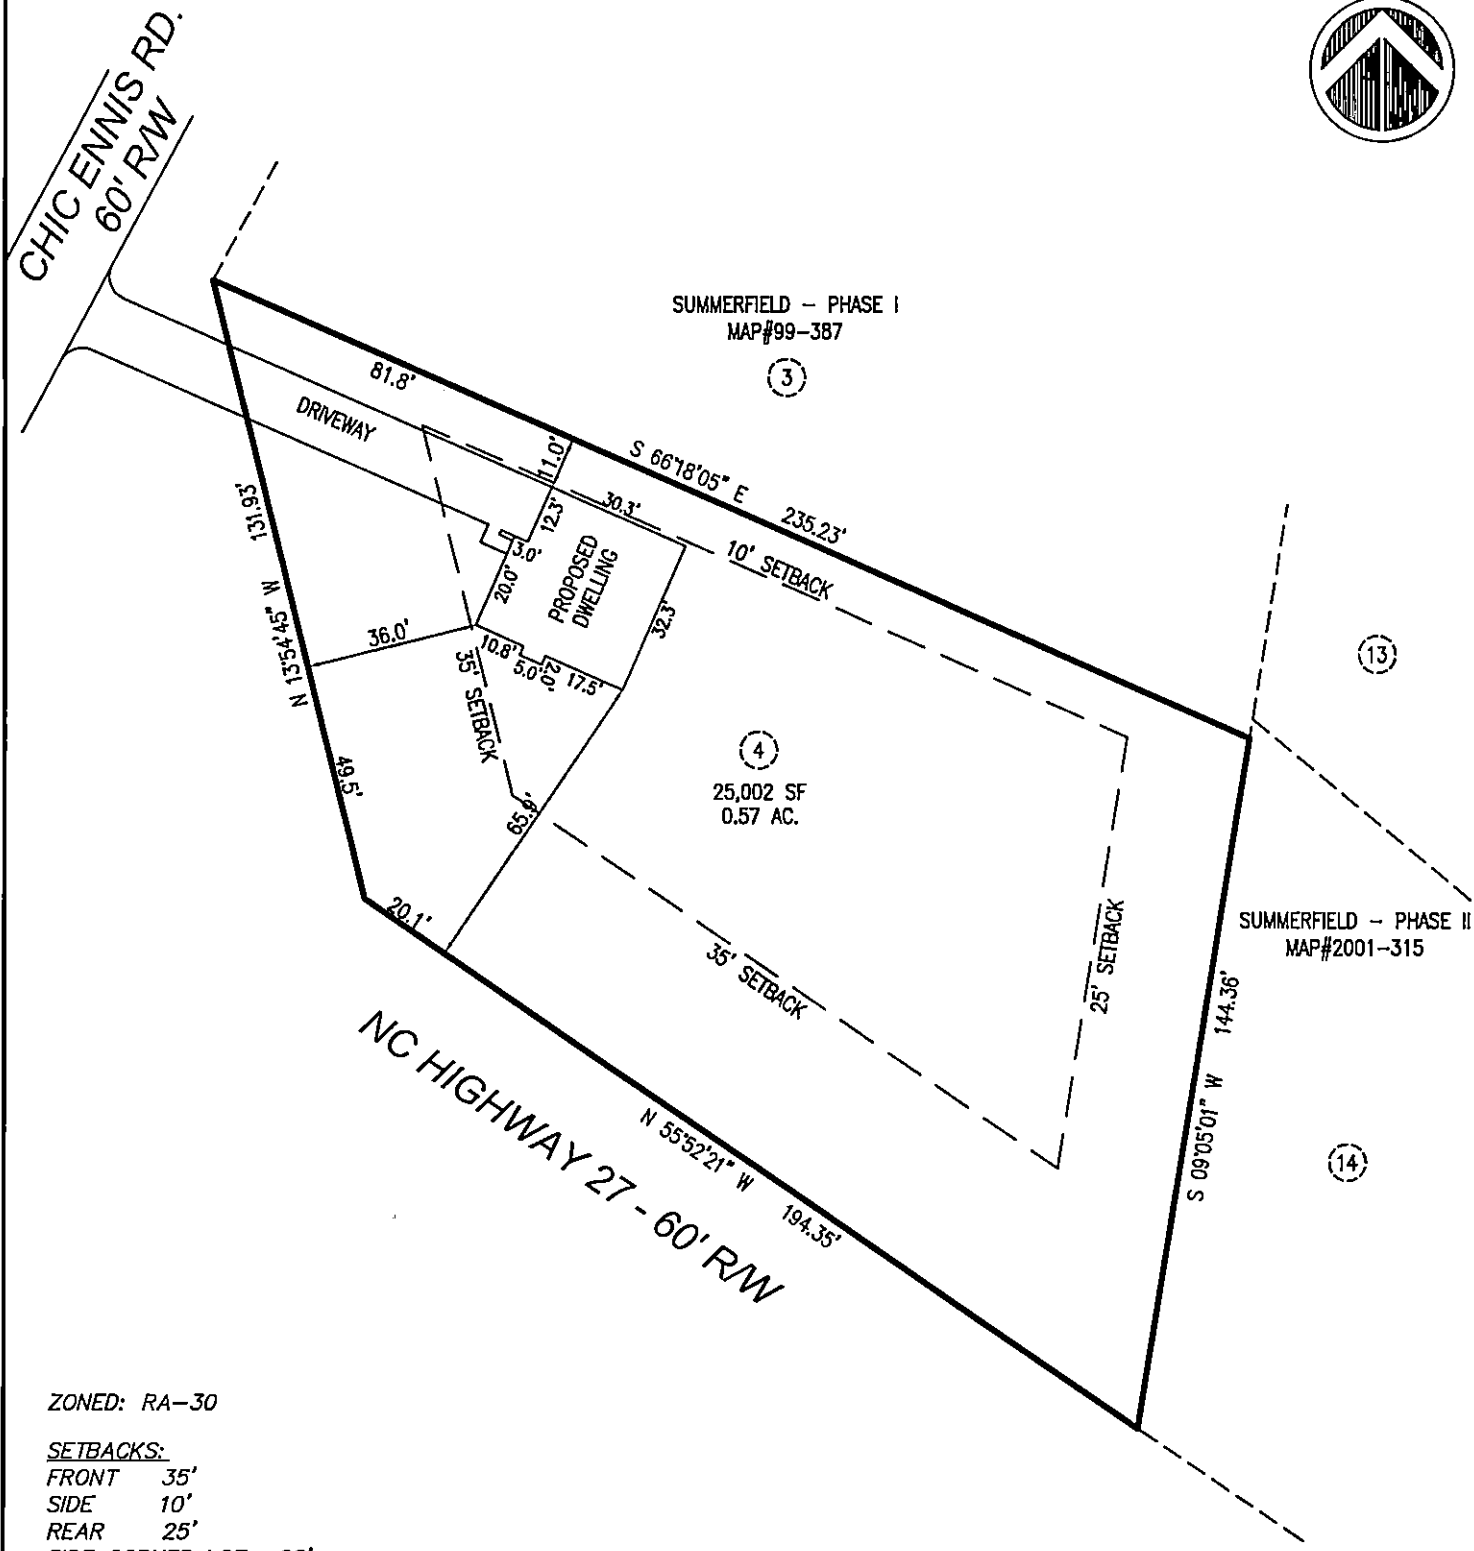 CHIC ENNIS RD.
60' R/W
SUMMERFIELD - PHASE I
MAP#99-387
3
81.8'
DRIVEWAY
11.0'
S 66°18'05" E 235.23'
12.3'
30.3'
10' SETBACK
3.0'
20.0'
PROPOSED
DWELLING
32.3'
N 13°54'45" W 131.93'
36.0'
10.8'
5.0'
2.0'
17.5'
35' SETBACK
13
49.5'
4
25,002 SF
0.57 AC.
65.9'
20.1'
35' SETBACK
25' SETBACK
SUMMERFIELD - PHASE II
MAP#2001-315
S 09°05'01" W 144.36'
NC HIGHWAY 27 - 60' R/W
N 55°52'21" W 194.35'
14
ZONED: RA-30
SETBACKS:
FRONT 35'
SIDE 10'
REAR 25'